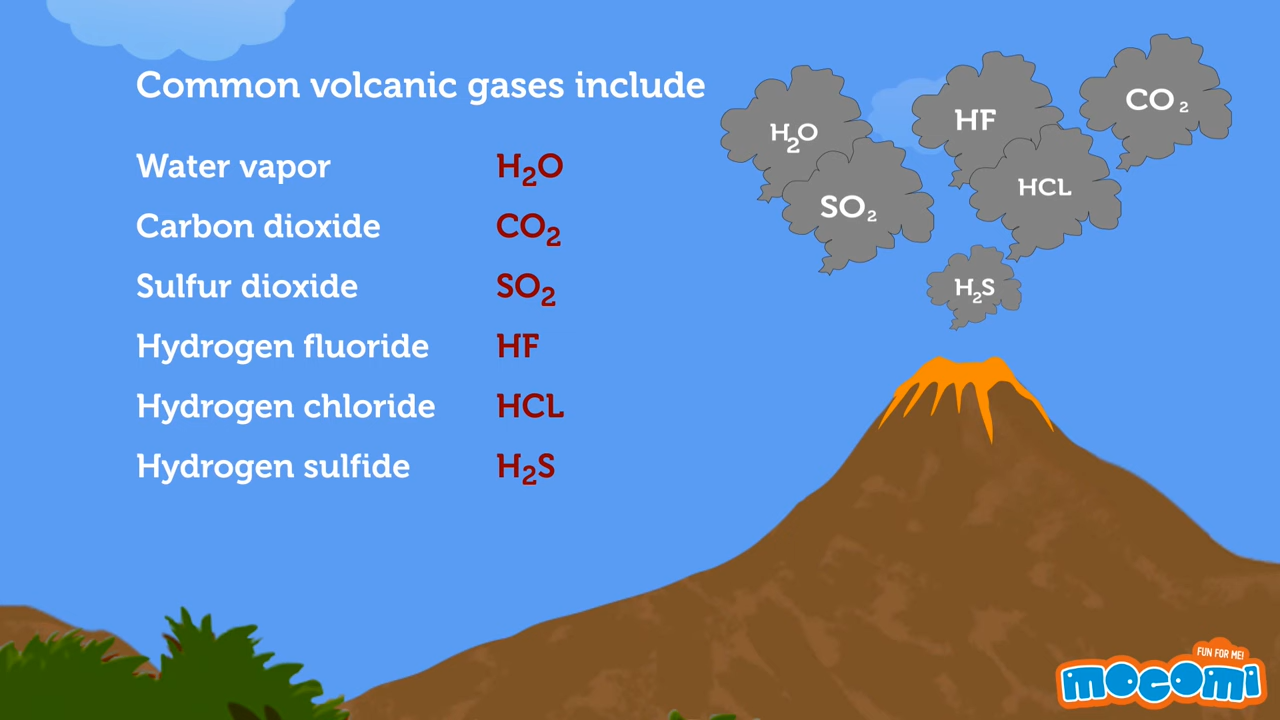 Common volcanic gases include
Water vapor H₂O
Carbon dioxide CO₂
Sulfur dioxide SO₂
Hydrogen fluoride HF
Hydrogen chloride HCL
Hydrogen sulfide H₂S
H₂O
HF
CO₂
SO₂
HCL
H₂S
FUN FOR ME!
mocomi